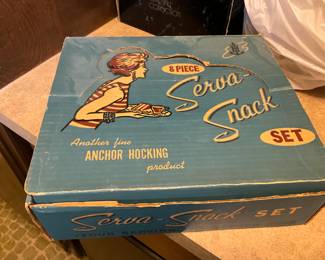 8 PIECE
Serva-
Snack
SET
Another fine
ANCHOR HOCKING
product
Serva-Snack SET